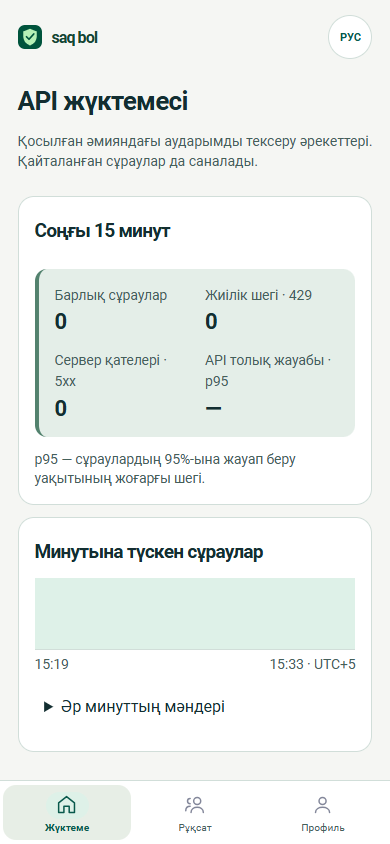 saq bol
РУС
API жүктемесі
Қосылған әмияндағы аударымды тексеру әрекеттері.
Қайталанған сұраулар да саналады.
Соңғы 15 минут
Барлық сұраулар
0
Жиілік шегі · 429
0
Сервер қателері ·
5xx
0
API толық жауабы ·
p95
—
p95 — сұраулардың 95%-ына жауап беру
уақытының жоғарғы шегі.
Минутына түскен сұраулар
15:19
15:33 · UTC+5
▶ Әр минуттың мәндері
Жүктеме
Рұқсат
Профиль